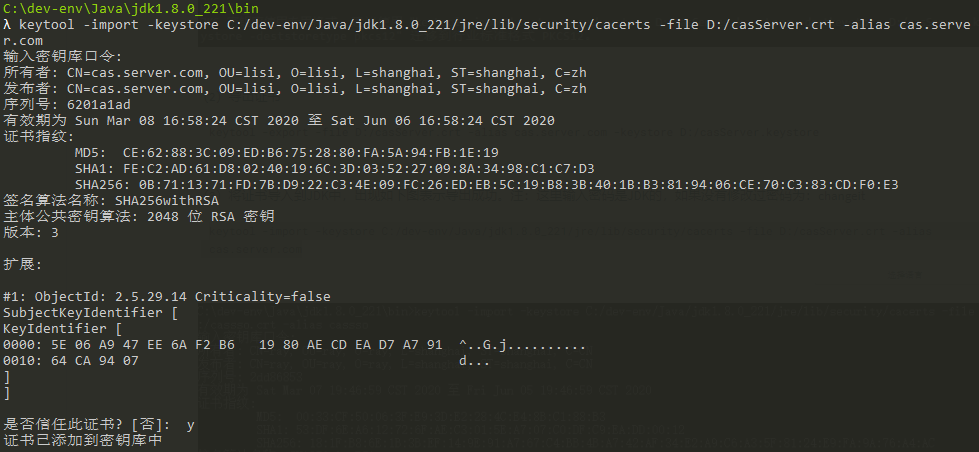 C:\dev-env\Java\jdk1.8.0_221\bin
λ keytool -import -keystore C:/dev-env/Java/jdk1.8.0_221/jre/lib/security/cacerts -file D:/casServer.crt -alias cas.serve
r.com
输入密钥库口令:
所有者: CN=cas.server.com, OU=lisi, O=lisi, L=shanghai, ST=shanghai, C=zh
发布者: CN=cas.server.com, OU=lisi, O=lisi, L=shanghai, ST=shanghai, C=zh
序列号: 6201a1ad
有效期为 Sun Mar 08 16:58:24 CST 2020 至 Sat Jun 06 16:58:24 CST 2020
证书指纹:
MD5: CE:62:88:3C:09:ED:B6:75:28:80:FA:5A:94:FB:1E:19
SHA1: FE:C2:AD:61:D8:02:40:19:6C:3D:03:52:27:09:8A:34:98:C1:C7:D3
SHA256: 0B:71:13:71:FD:7B:D9:22:C3:4E:09:FC:26:ED:EB:5C:19:B8:3B:40:1B:B3:81:94:06:CE:70:C3:83:CD:F0:E3
签名算法名称: SHA256withRSA
主体公共密钥算法: 2048 位 RSA 密钥
版本: 3
扩展:
#1: ObjectId: 2.5.29.14 Criticality=false
SubjectKeyIdentifier [
KeyIdentifier [
0000: 5E 06 A9 47 EE 6A F2 B6 19 80 AE CD EA D7 A7 91 ^..G.j..........
0010: 64 CA 94 07 d...
]
]
是否信任此证书? [否]: y
证书已添加到密钥库中